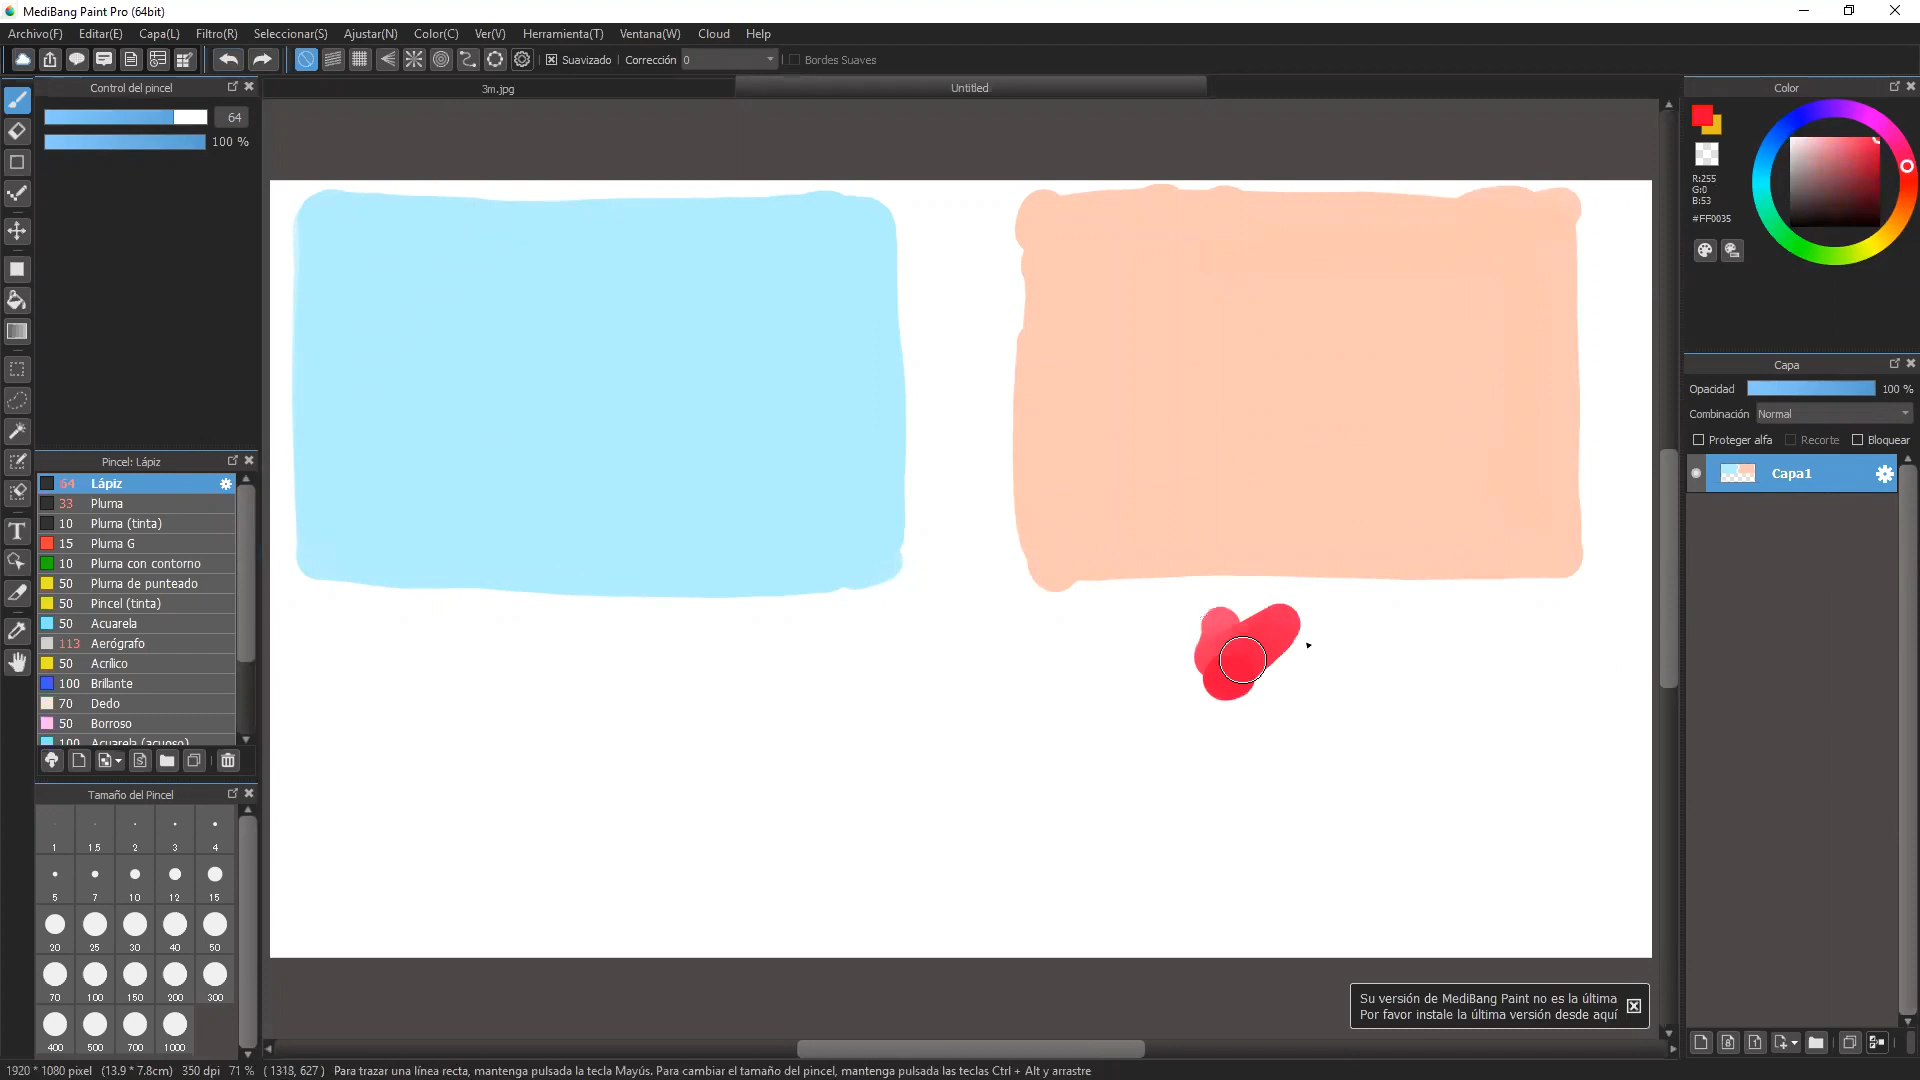 MediBang Paint Pro (64bit)
Archivo(F) Editar(E) Capa(L) Filtro(R) Seleccionar(S) Ajustar(N) Color(C) Ver(V) Herramienta(T) Ventana(W) Cloud Help
Suavizado Corrección 0 Bordes Suaves
Control del pincel
64
100 %
3m.jpg Untitled
Pincel: Lápiz
64 Lápiz
33 Pluma
10 Pluma (tinta)
15 Pluma G
10 Pluma con contorno
50 Pluma de punteado
50 Pincel (tinta)
50 Acuarela
113 Aerógrafo
50 Acrílico
100 Brillante
70 Dedo
50 Borroso
100 Acuarela (acuoso)
Tamaño del Pincel
1 1.5 2 3 4
5 7 10 12 15
20 25 30 40 50
70 100 150 200 300
400 500 700 1000
Color
R:255
G:0
B:53
#FF0035
Capa
Opacidad 100 %
Combinación Normal
Proteger alfa Recorte Bloquear
Capa1
Su versión de MediBang Paint no es la última
Por favor instale la última versión desde aquí
1920 * 1080 pixel (13.9 * 7.8cm) 350 dpi 71 % ( 1318, 627 ) Para trazar una línea recta, mantenga pulsada la tecla Mayús. Para cambiar el tamaño del pincel, mantenga pulsada las teclas Ctrl + Alt y arrastre